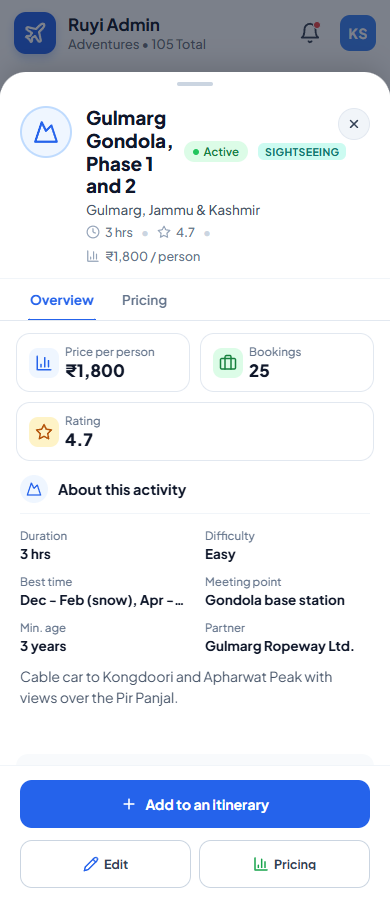 Ruyi Admin
Adventures • 105 Total
KS
Gulmarg
Gondola,
Phase 1
and 2
Active
SIGHTSEEING
Gulmarg, Jammu & Kashmir
3 hrs • 4.7 •
₹1,800 / person
Overview
Pricing
Price per person
₹1,800
Bookings
25
Rating
4.7
About this activity
Duration
3 hrs
Difficulty
Easy
Best time
Dec – Feb (snow), Apr –…
Meeting point
Gondola base station
Min. age
3 years
Partner
Gulmarg Ropeway Ltd.
Cable car to Kongdoori and Apharwat Peak with
views over the Pir Panjal.
Add to an itinerary
Edit
Pricing